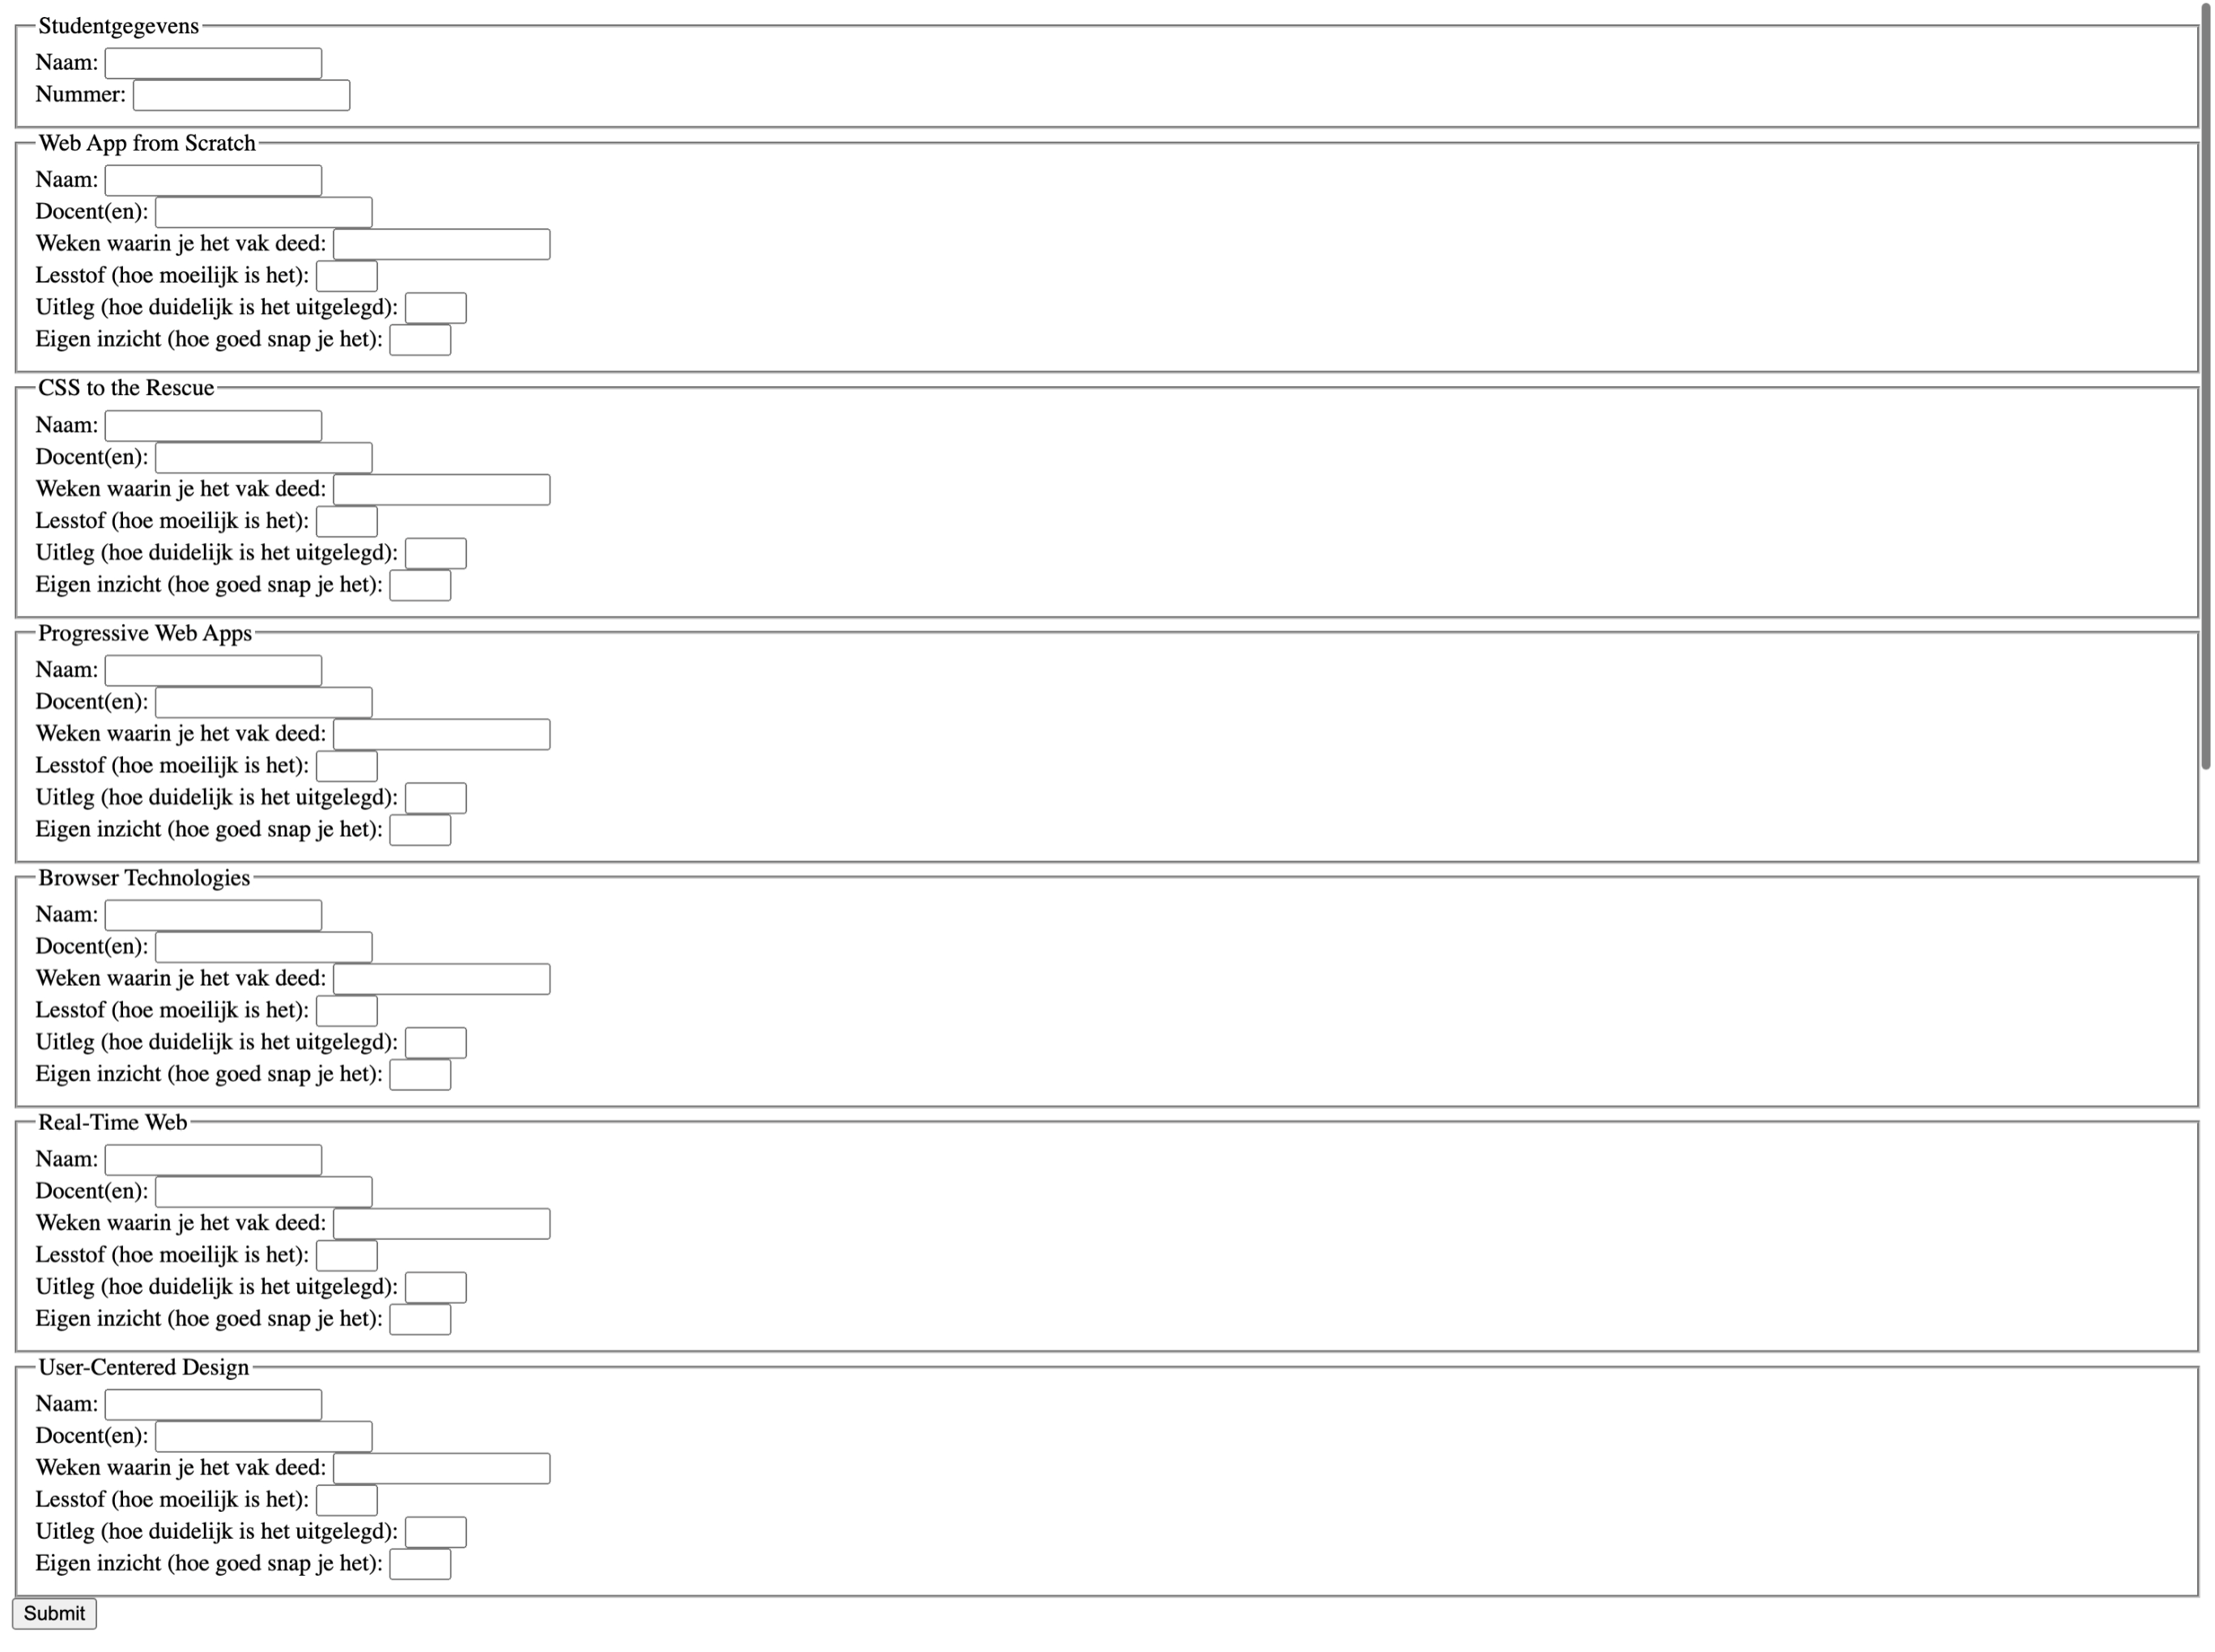 Studentgegevens
Naam:
Nummer:
Web App from Scratch
Naam:
Docent(en):
Weken waarin je het vak deed:
Lesstof (hoe moeilijk is het):
Uitleg (hoe duidelijk is het uitgelegd):
Eigen inzicht (hoe goed snap je het):
CSS to the Rescue
Naam:
Docent(en):
Weken waarin je het vak deed:
Lesstof (hoe moeilijk is het):
Uitleg (hoe duidelijk is het uitgelegd):
Eigen inzicht (hoe goed snap je het):
Progressive Web Apps
Naam:
Docent(en):
Weken waarin je het vak deed:
Lesstof (hoe moeilijk is het):
Uitleg (hoe duidelijk is het uitgelegd):
Eigen inzicht (hoe goed snap je het):
Browser Technologies
Naam:
Docent(en):
Weken waarin je het vak deed:
Lesstof (hoe moeilijk is het):
Uitleg (hoe duidelijk is het uitgelegd):
Eigen inzicht (hoe goed snap je het):
Real-Time Web
Naam:
Docent(en):
Weken waarin je het vak deed:
Lesstof (hoe moeilijk is het):
Uitleg (hoe duidelijk is het uitgelegd):
Eigen inzicht (hoe goed snap je het):
User-Centered Design
Naam:
Docent(en):
Weken waarin je het vak deed:
Lesstof (hoe moeilijk is het):
Uitleg (hoe duidelijk is het uitgelegd):
Eigen inzicht (hoe goed snap je het):
Submit